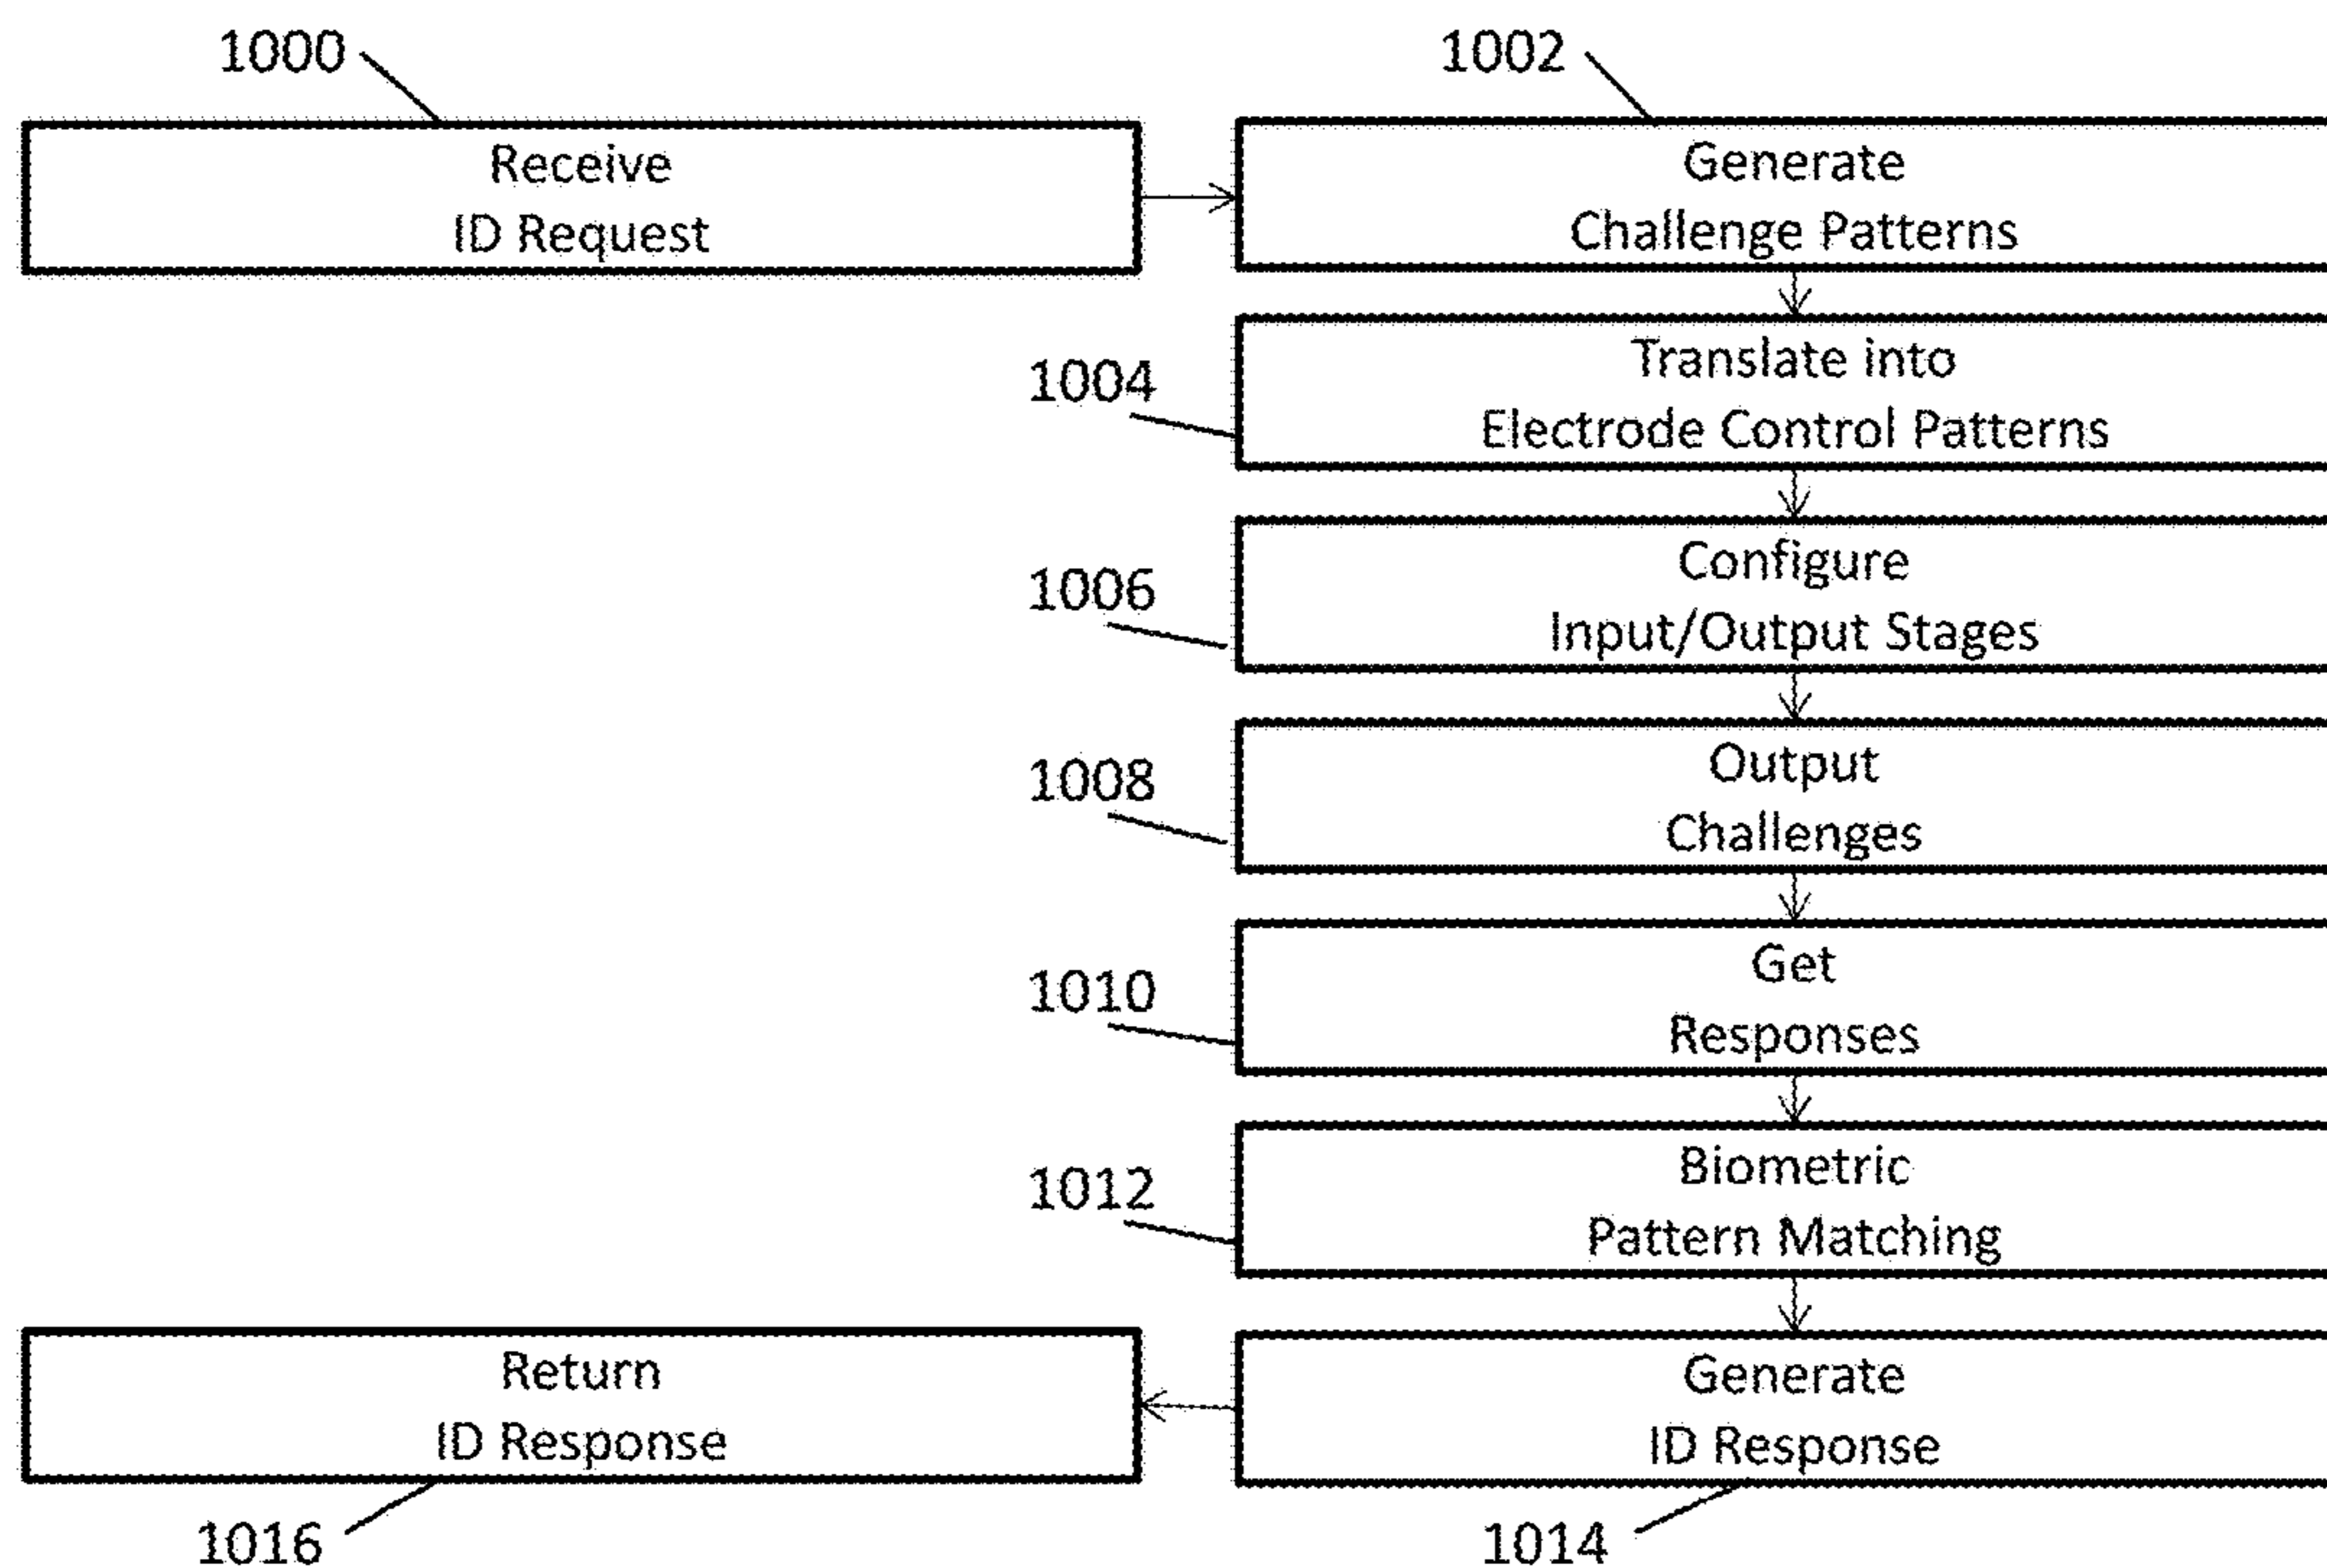 1000
1002
Receive
ID Request
Generate
Challenge Patterns
1004
Translate into
Electrode Control Patterns
1006
Configure
Input/Output Stages
1008
Output
Challenges
1010
Get
Responses
1012
Biometric
Pattern Matching
Return
ID Response
Generate
ID Response
1016
1014